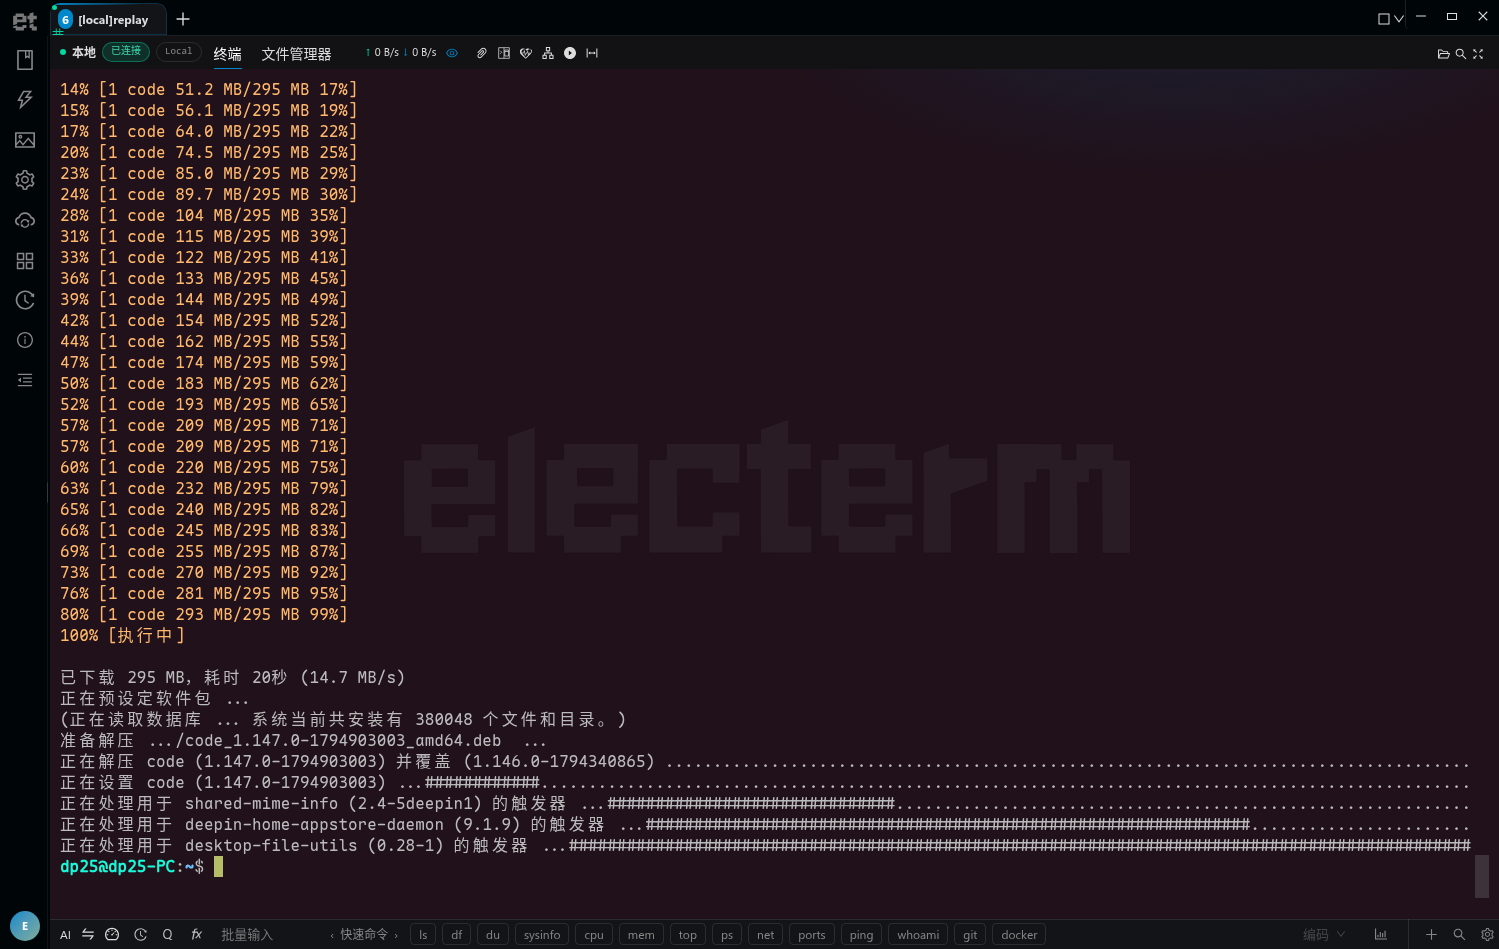 et
6 [local]replay
本地 已连接 Local 终端 文件管理器 ↑ 0 B/s ↓ 0 B/s
14% [1 code 51.2 MB/295 MB 17%]
15% [1 code 56.1 MB/295 MB 19%]
17% [1 code 64.0 MB/295 MB 22%]
20% [1 code 74.5 MB/295 MB 25%]
23% [1 code 85.0 MB/295 MB 29%]
24% [1 code 89.7 MB/295 MB 30%]
28% [1 code 104 MB/295 MB 35%]
31% [1 code 115 MB/295 MB 39%]
33% [1 code 122 MB/295 MB 41%]
36% [1 code 133 MB/295 MB 45%]
39% [1 code 144 MB/295 MB 49%]
42% [1 code 154 MB/295 MB 52%]
44% [1 code 162 MB/295 MB 55%]
47% [1 code 174 MB/295 MB 59%]
50% [1 code 183 MB/295 MB 62%]
52% [1 code 193 MB/295 MB 65%]
57% [1 code 209 MB/295 MB 71%]
57% [1 code 209 MB/295 MB 71%]
60% [1 code 220 MB/295 MB 75%]
63% [1 code 232 MB/295 MB 79%]
65% [1 code 240 MB/295 MB 82%]
66% [1 code 245 MB/295 MB 83%]
69% [1 code 255 MB/295 MB 87%]
73% [1 code 270 MB/295 MB 92%]
76% [1 code 281 MB/295 MB 95%]
80% [1 code 293 MB/295 MB 99%]
100% [执行中]
electerm
已下载 295 MB，耗时 20秒 (14.7 MB/s)
正在预设定软件包 ...
(正在读取数据库 ... 系统当前共安装有 380048 个文件和目录。)
准备解压 .../code_1.147.0-1794903003_amd64.deb  ...
正在解压 code (1.147.0-1794903003) 并覆盖 (1.146.0-1794340865) ....................................................................................
正在设置 code (1.147.0-1794903003) ...############.................................................................................................
正在处理用于 shared-mime-info (2.4-5deepin1) 的触发器 ...##############################............................................................
正在处理用于 deepin-home-appstore-daemon (9.1.9) 的触发器 ...###############################################################.......................
正在处理用于 desktop-file-utils (0.28-1) 的触发器 ...##############################################################################################
dp25@dp25-PC:~$
E
AI Q fx 批量输入 ‹ 快速命令 › ls df du sysinfo cpu mem top ps net ports ping whoami git docker 编码